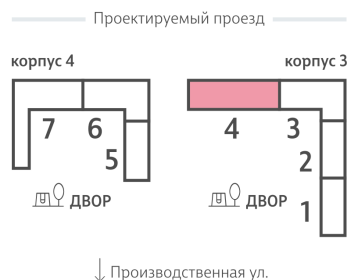 Проектируемый проезд
корпус 4
корпус 3
7
6
4
3
5
2
ДВОР
ДВОР
1
Производственная ул.